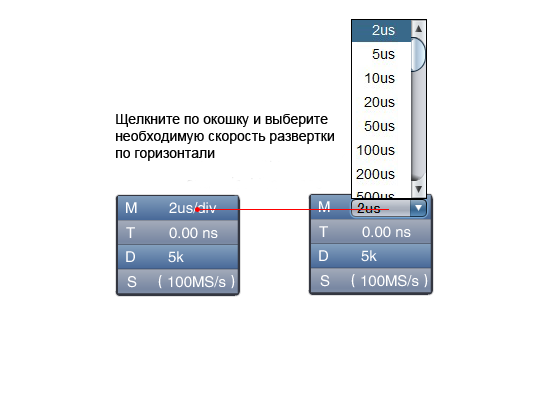 2us
5us
10us
20us
50us
100us
200us
500us
Щелкните по окошку и выберите
необходимую скорость развертки
по горизонтали
M 2us/div
T 0.00 ns
D 5k
S ( 100MS/s )
M 2us
T 0.00 ns
D 5k
S ( 100MS/s )